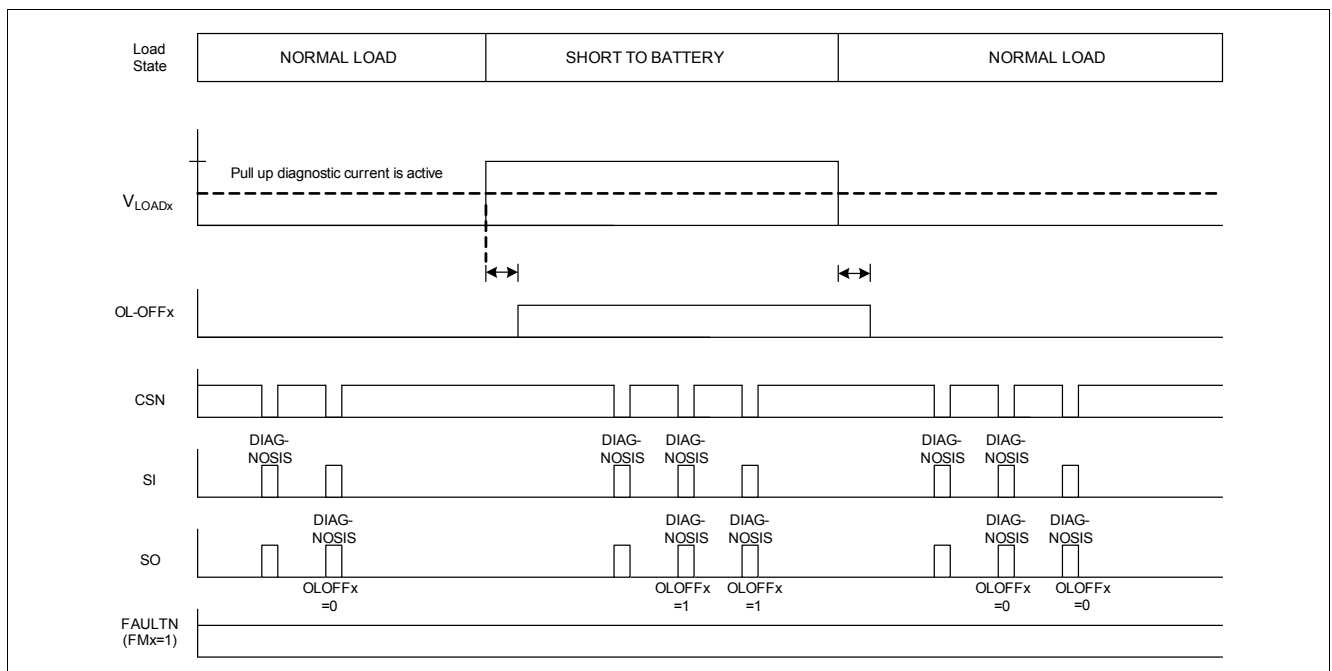 Load
State
NORMAL LOAD
SHORT TO BATTERY
NORMAL LOAD
Pull up diagnostic current is active
VLOADx
OL-OFFx
CSN
DIAG-
NOSIS
DIAG-
NOSIS
DIAG-
NOSIS
DIAG-
NOSIS
DIAG-
NOSIS
SI
DIAG-
NOSIS
DIAG-
NOSIS
DIAG-
NOSIS
DIAG-
NOSIS
DIAG-
NOSIS
SO
OLOFFx
=0
OLOFFx
=1
OLOFFx
=1
OLOFFx
=0
OLOFFx
=0
FAULTN
(FMx=1)